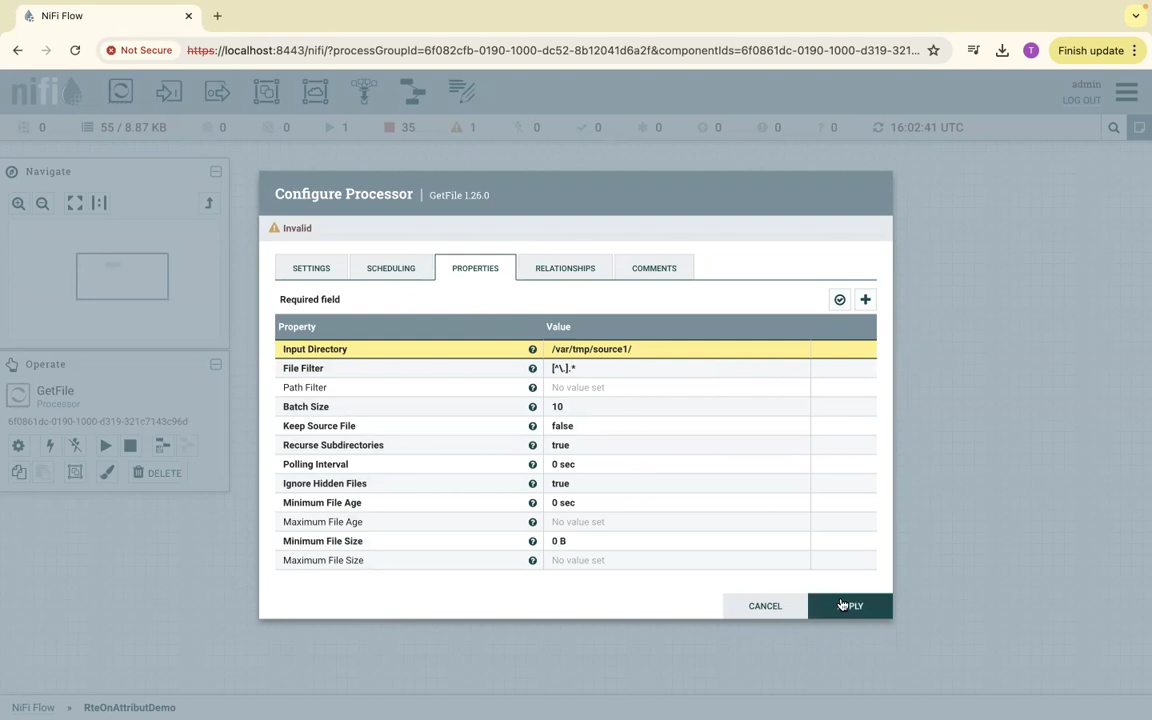 NiFi Flow
Not Secure https://localhost:8443/nifi/?processGroupId=6f082cfb-0190-1000-dc52-8b12041d6a2f&componentIds=6f0861dc-0190-1000-d319-321... T Finish update
nifi
admin
LOG OUT
0 55 / 8.87 KB 0 0 1 35 1 0 0 0 0 0 0 16:02:41 UTC
Navigate
Operate
GetFile
Processor
6f0861dc-0190-1000-d319-321c7143c96d
DELETE
Configure Processor | GetFile 1.26.0
Invalid
SETTINGS SCHEDULING PROPERTIES RELATIONSHIPS COMMENTS
Required field
Property Value
Input Directory /var/tmp/source1/
File Filter [^\.].*
Path Filter No value set
Batch Size 10
Keep Source File false
Recurse Subdirectories true
Polling Interval 0 sec
Ignore Hidden Files true
Minimum File Age 0 sec
Maximum File Age No value set
Minimum File Size 0 B
Maximum File Size No value set
CANCEL APPLY
NiFi Flow » RteOnAttributDemo